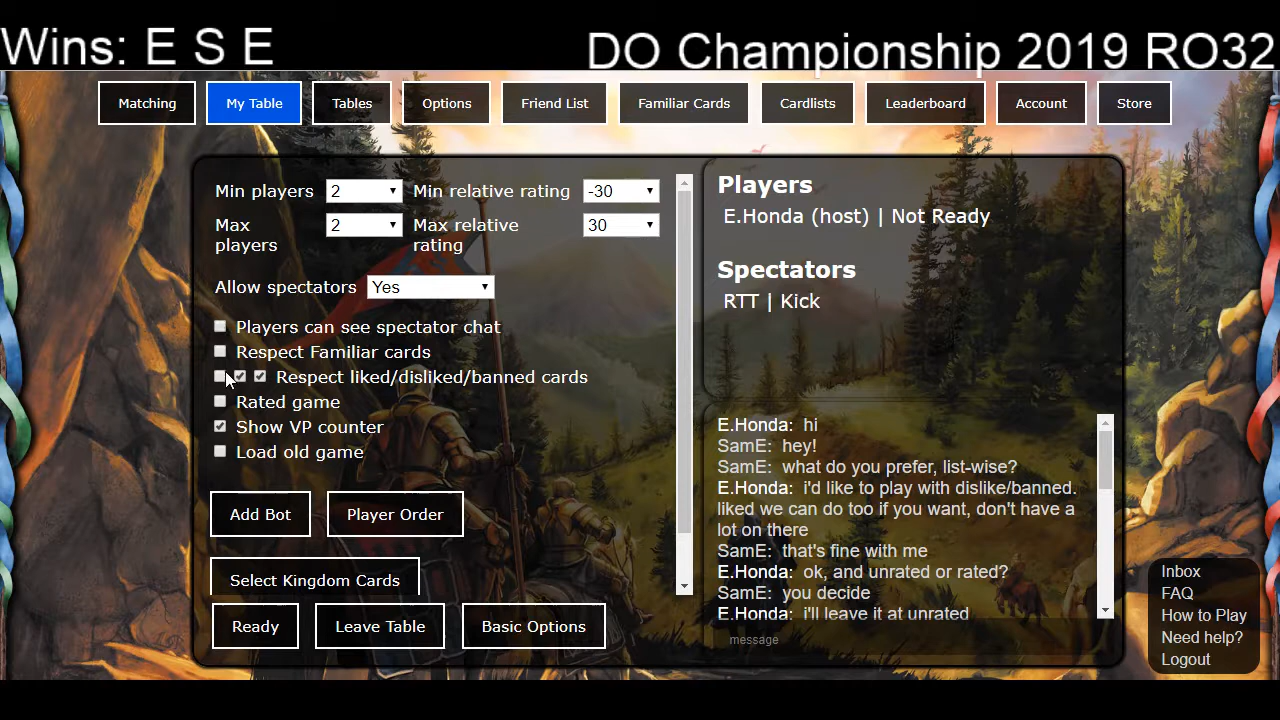 Wins: E S E
DO Championship 2019 RO32
Matching
My Table
Tables
Options
Friend List
Familiar Cards
Cardlists
Leaderboard
Account
Store
Min players 2 Min relative rating -30
Max players 2 Max relative rating 30
Allow spectators Yes
Players can see spectator chat
Respect Familiar cards
Respect liked/disliked/banned cards
Rated game
Show VP counter
Load old game
Add Bot
Player Order
Select Kingdom Cards
Ready
Leave Table
Basic Options
Players
E.Honda (host) | Not Ready
Spectators
RTT | Kick
E.Honda: hi
SamE: hey!
SamE: what do you prefer, list-wise?
E.Honda: i'd like to play with dislike/banned.
liked we can do too if you want, don't have a
lot on there
SamE: that's fine with me
E.Honda: ok, and unrated or rated?
SamE: you decide
E.Honda: i'll leave it at unrated
message
Inbox
FAQ
How to Play
Need help?
Logout